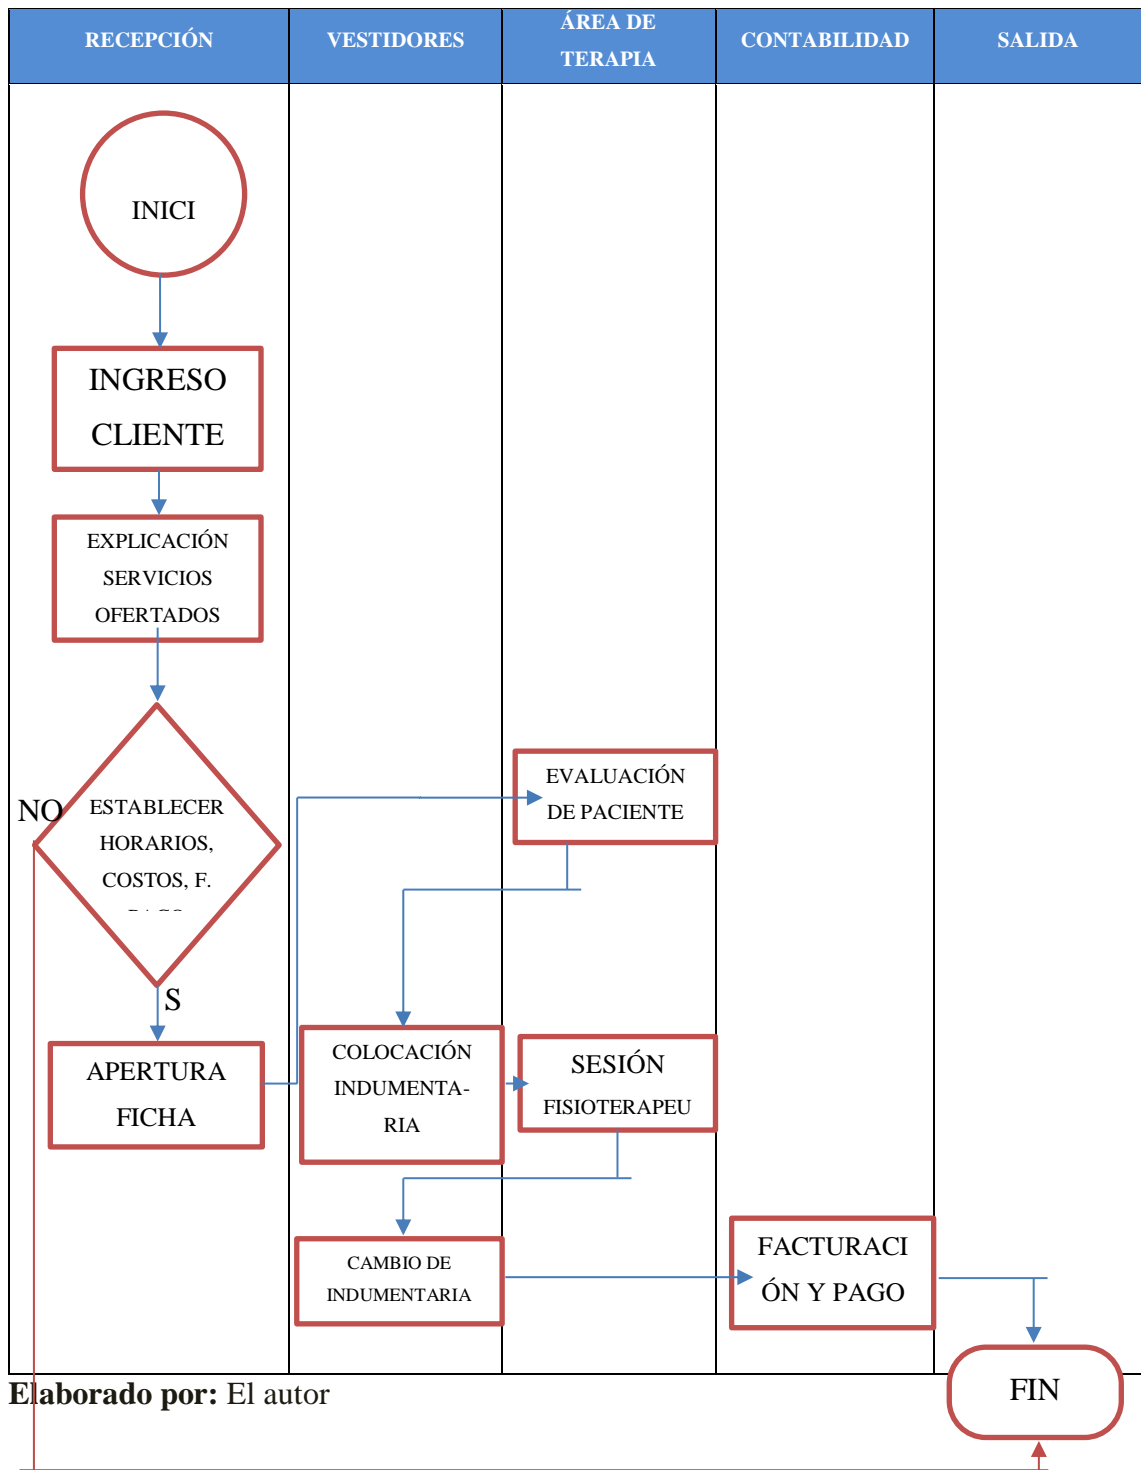 RECEPCIÓN
VESTIDORES
ÁREA DE
TERAPIA
CONTABILIDAD
SALIDA
INICI
INGRESO
CLIENTE
EXPLICACIÓN
SERVICIOS
OFERTADOS
NO
ESTABLECER
HORARIOS,
COSTOS, F.
S
APERTURA
FICHA
EVALUACIÓN
DE PACIENTE
COLOCACIÓN
INDUMENTA-
RIA
SESIÓN
FISIOTERAPEU
CAMBIO DE
INDUMENTARIA
FACTURACI
ÓN Y PAGO
FIN
Elaborado por: El autor